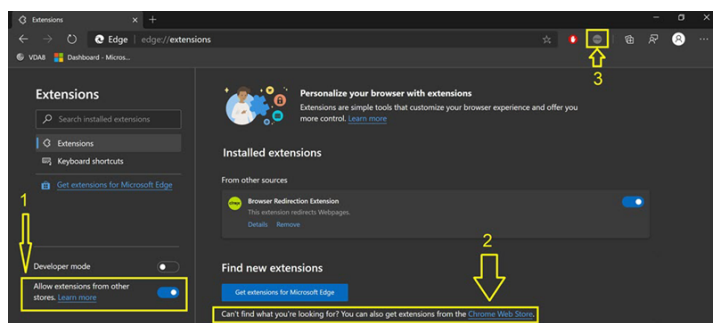 Extensions
Edge | edge://extensions
VDA8
Dashboard - Micros...
3
Extensions
Search installed extensions
Extensions
Keyboard shortcuts
Get extensions for Microsoft Edge
1
Developer mode
Allow extensions from other
stores. Learn more
Personalize your browser with extensions
Extensions are simple tools that customize your browser experience and offer you
more control. Learn more
Installed extensions
From other sources
citrix
Browser Redirection Extension
This extension redirects Webpages.
Details Remove
2
Find new extensions
Get extensions for Microsoft Edge
Can't find what you're looking for? You can also get extensions from the Chrome Web Store.